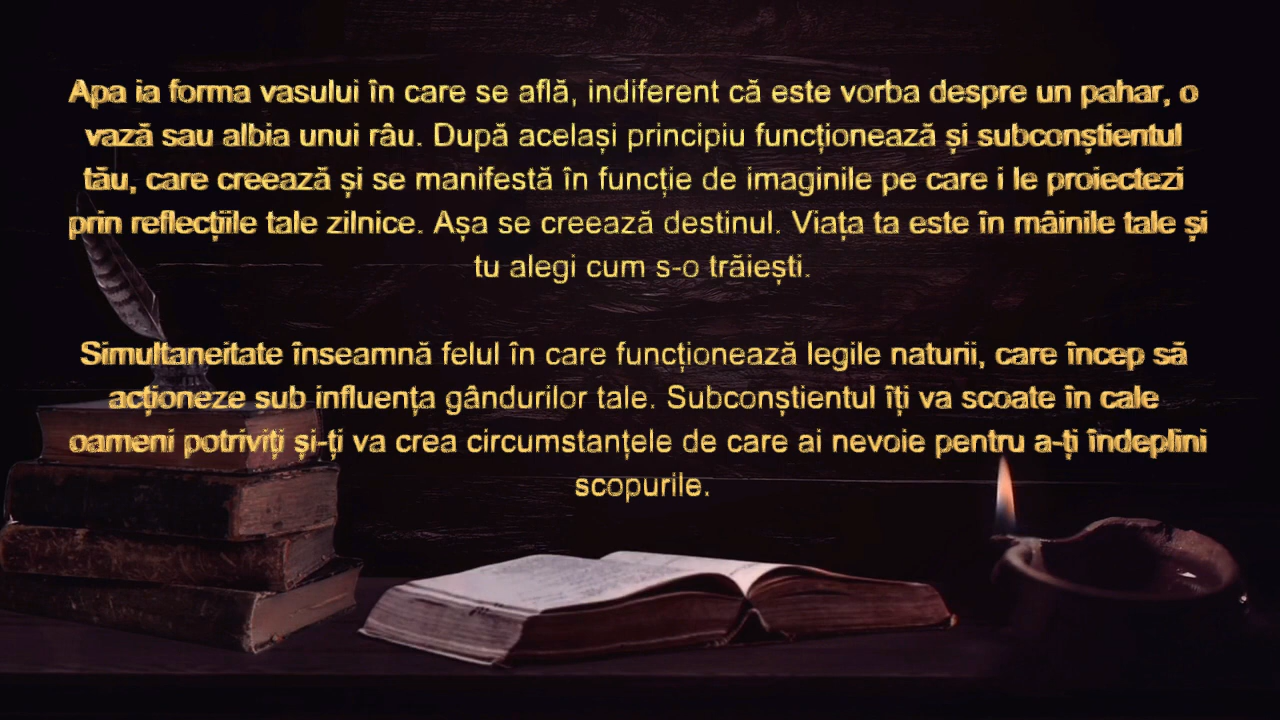 Apa ia forma vasului în care se află, indiferent că este vorba despre un pahar, o
vază sau albia unui râu. După același principiu funcționează și subconștientul
tău, care creează și se manifestă în funcție de imaginile pe care i le proiectezi
prin reflecțiile tale zilnice. Așa se creează destinul. Viața ta este în mâinile tale și
tu alegi cum s-o trăiești.
Simultaneitate înseamnă felul în care funcționează legile naturii, care încep să
acționeze sub influența gândurilor tale. Subconștientul îți va scoate în cale
oameni potriviți și-ți va crea circumstanțele de care ai nevoie pentru a-ți îndeplini
scopurile.